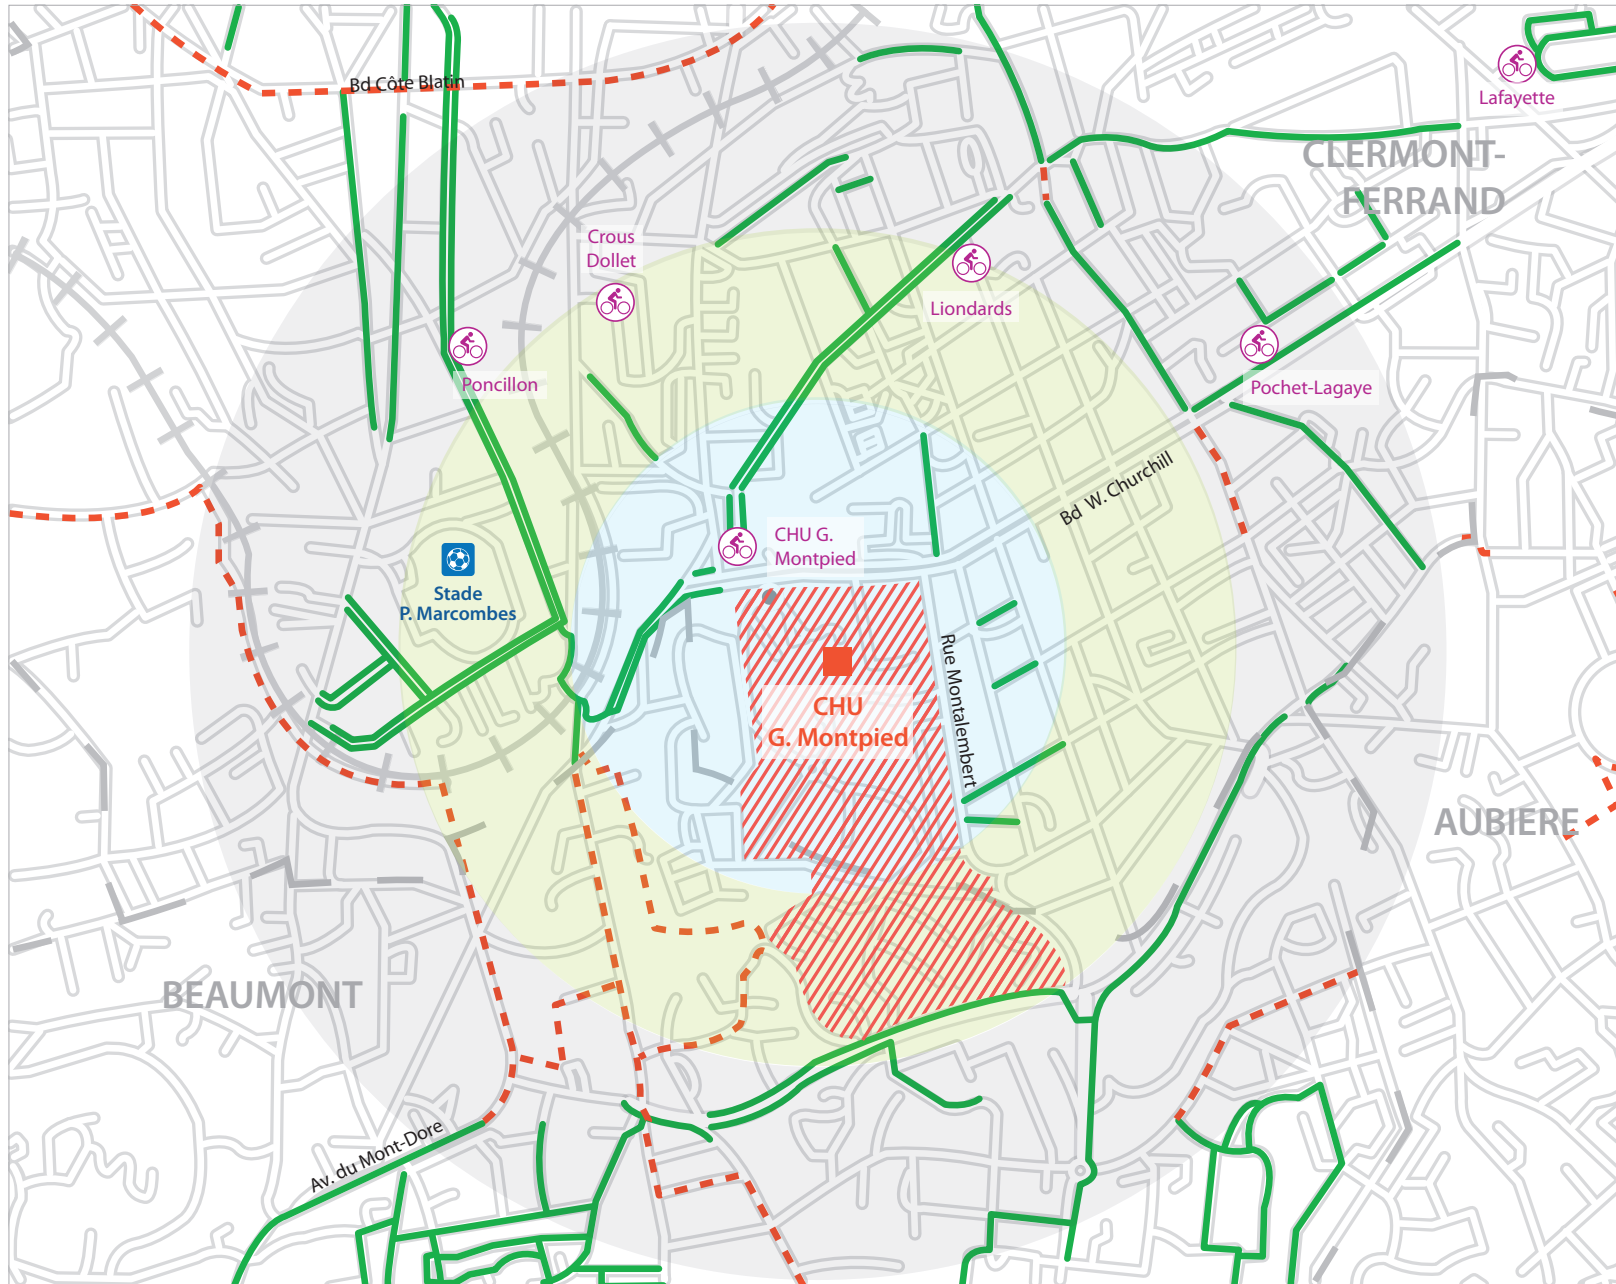 Bd Côte Blatin
Lafayette
CLERMONT-
FERRAND
Crous
Dollet
Liondards
Poncillon
Pochet-Lagaye
Bd W. Churchill
CHU G.
Montpied
Stade
P. Marcombes
Rue Montalembert
CHU
G. Montpied
AUBIERE
BEAUMONT
Av. du Mont-Dore